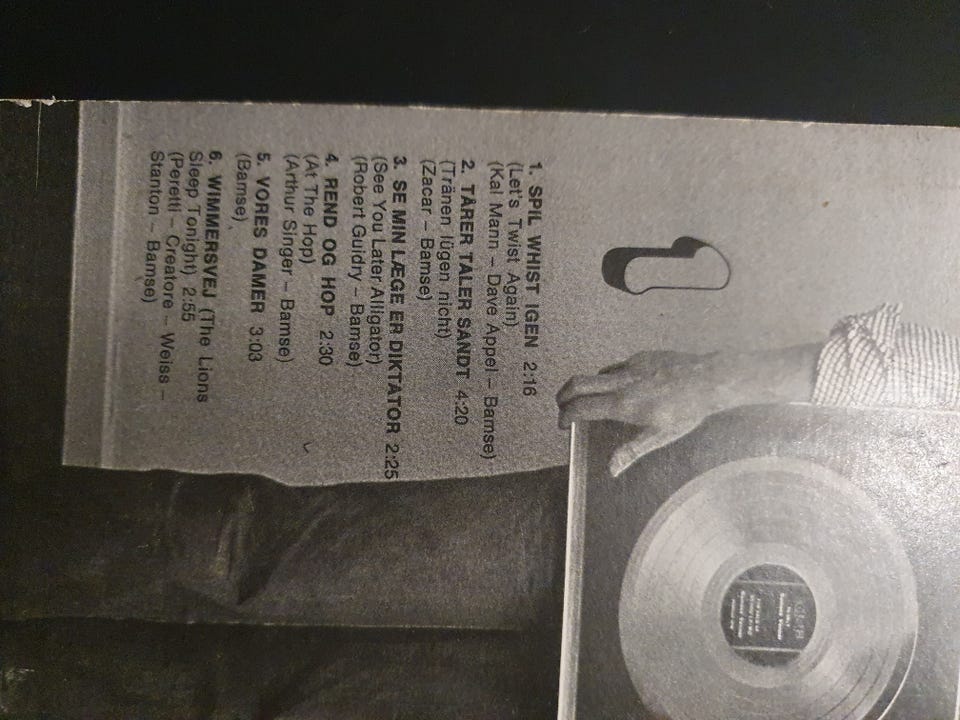 1. SPIL WHIST IGEN 2:16
(Let's Twist Again)
(Kal Mann – Dave Appel – Bamse)
2. TÅRER TALER SANDT 4:20
(Tränen lügen nicht)
(Zacar – Bamse)
3. SE MIN LÆGE ER DIKTATOR 2:25
(See You Later Alligator)
(Robert Guidry – Bamse)
4. REND OG HOP 2:30
(At The Hop)
(Arthur Singer – Bamse)
5. VORES DAMER 3:03
(Bamse)
6. WIMMERSVEJ (The Lions
Sleep Tonight) 2:55
(Peretti – Creatore – Weiss –
Stanton – Bamse)